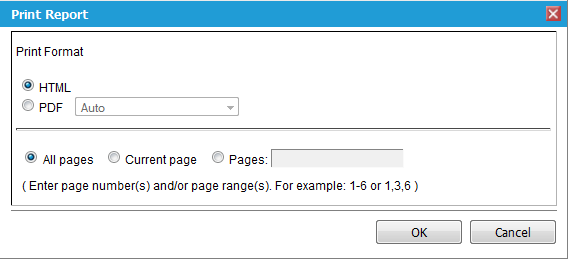 Print Report
Print Format
HTML
PDF Auto
All pages Current page Pages:
( Enter page number(s) and/or page range(s). For example: 1-6 or 1,3,6 )
OK Cancel